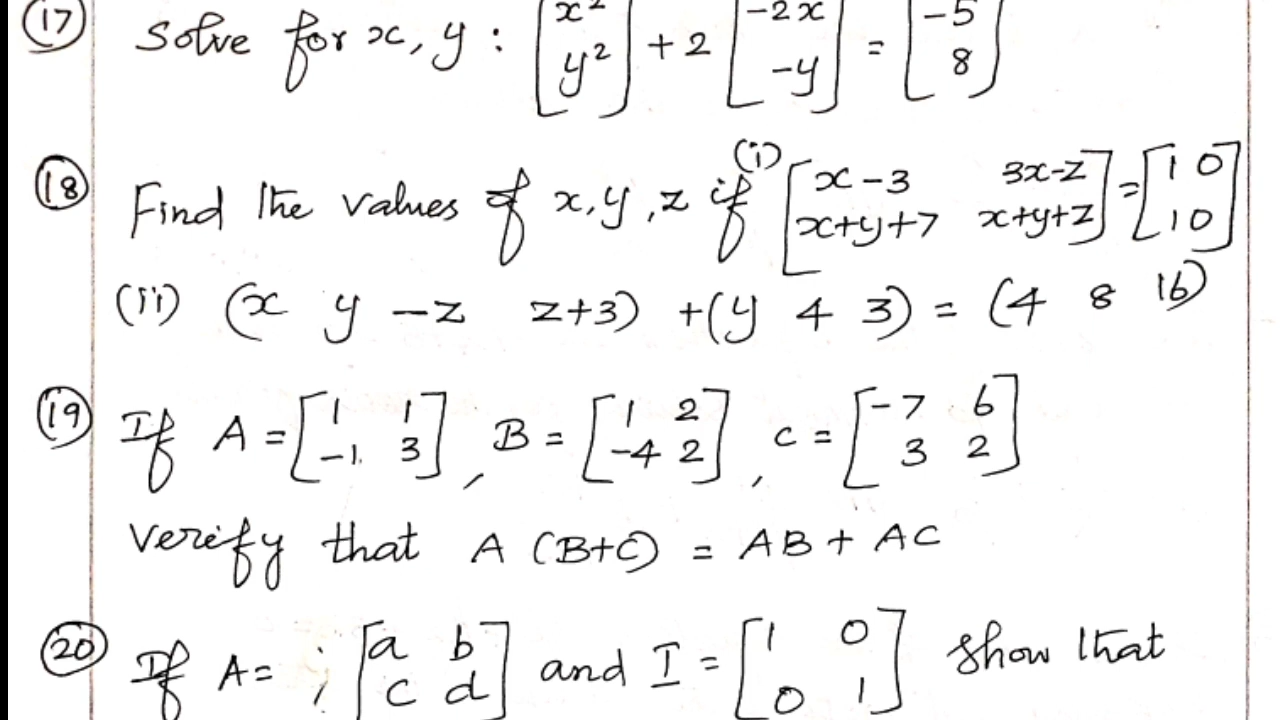 (17) Solve for x, y : [x² y²] + 2 [-2x -y] = [-5 8]
(18) Find the values of x, y, z if (i) [x-3 3x-z
x+y+7 x+y+z] = [1 0
1 0]
(ii) (x y -z z+3) + (y 4 3) = (4 8 16)
(19) If A = [1 1
-1 3], B = [1 2
-4 2], C = [-7 6
3 2]
Verify that A (B+C) = AB + AC
(20) If A = [a b
c d] and I = [1 0
0 1] show that